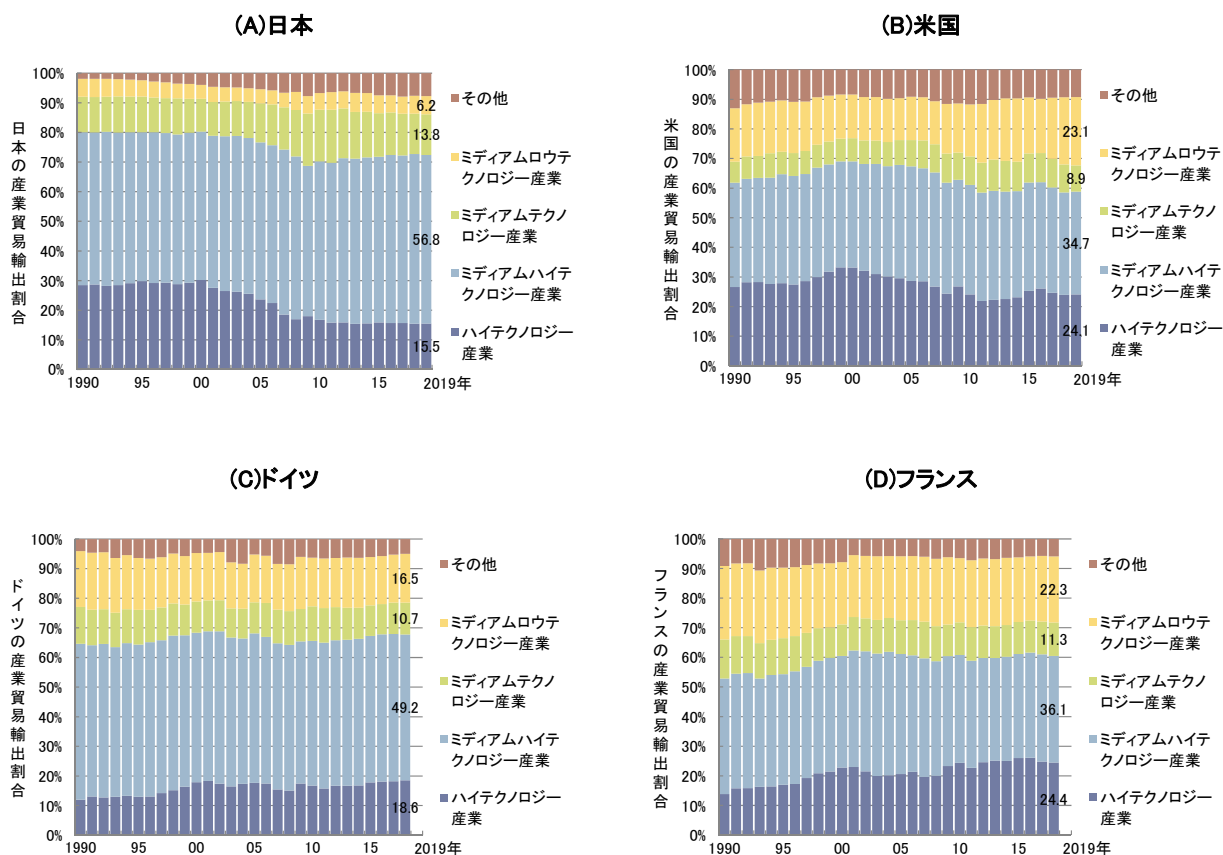 (A)日本
100%
90%
80%
70%
60%
50%
40%
30%
20%
10%
0%
日本の産業貿易輸出割合
1990
95
00
05
10
15
2019年
6.2
13.8
56.8
15.5
その他
ミディアムロウテ
クノロジー産業
ミディアムテクノ
ロジー産業
ミディアムハイテ
クノロジー産業
ハイテクノロジー
産業
(B)米国
100%
90%
80%
70%
60%
50%
40%
30%
20%
10%
0%
米国の産業貿易輸出割合
1990
95
00
05
10
15
2019年
23.1
8.9
34.7
24.1
その他
ミディアムロウテ
クノロジー産業
ミディアムテクノ
ロジー産業
ミディアムハイテ
クノロジー産業
ハイテクノロジー
産業
(C)ドイツ
100%
90%
80%
70%
60%
50%
40%
30%
20%
10%
0%
ドイツの産業貿易輸出割合
1990
95
00
05
10
15
2019年
16.5
10.7
49.2
18.6
その他
ミディアムロウテ
クノロジー産業
ミディアムテクノ
ロジー産業
ミディアムハイテ
クノロジー産業
ハイテクノロジー
産業
(D)フランス
100%
90%
80%
70%
60%
50%
40%
30%
20%
10%
0%
フランスの産業貿易輸出割合
1990
95
00
05
10
15
2019年
22.3
11.3
36.1
24.4
その他
ミディアムロウテ
クノロジー産業
ミディアムテクノ
ロジー産業
ミディアムハイテ
クノロジー産業
ハイテクノロジー
産業